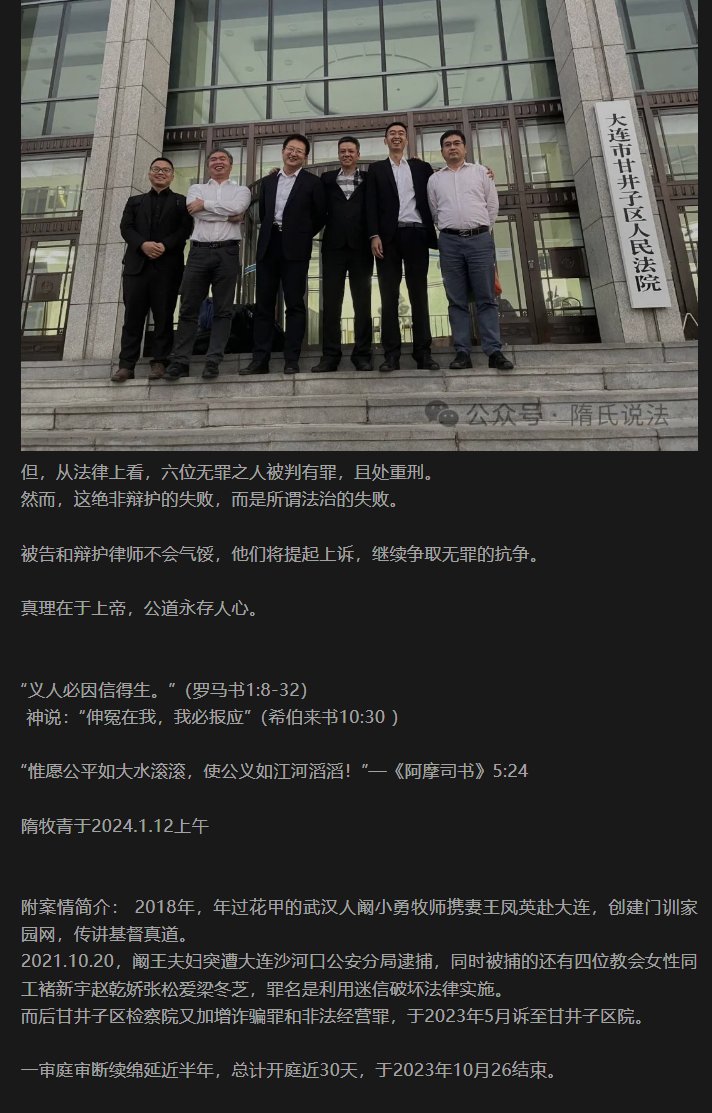 大连市甘井子区人民法院
公众号 · 隋氏说法
但，从法律上看，六位无罪之人被判有罪，且处重刑。
然而，这绝非辩护的失败，而是所谓法治的失败。
被告和辩护律师不会气馁，他们将提起上诉，继续争取无罪的抗争。
真理在于上帝，公道永存人心。
“义人必因信得生。”（罗马书1:8-32）
神说：“伸冤在我，我必报应”（希伯来书10:30 ）
“惟愿公平如大水滚滚，使公义如江河滔滔！”—《阿摩司书》5:24
隋牧青于2024.1.12上午
附案情简介： 2018年，年过花甲的武汉人阚小勇牧师携妻王凤英赴大连，创建门训家
园网，传讲基督真道。
2021.10.20，阚王夫妇突遭大连沙河口公安分局逮捕，同时被捕的还有四位教会女性同
工褚新宇赵乾娇张松爱梁冬芝，罪名是利用迷信破坏法律实施。
而后甘井子区检察院又加增诈骗罪和非法经营罪，于2023年5月诉至甘井子区院。
一审庭审断续绵延近半年，总计开庭近30天，于2023年10月26结束。